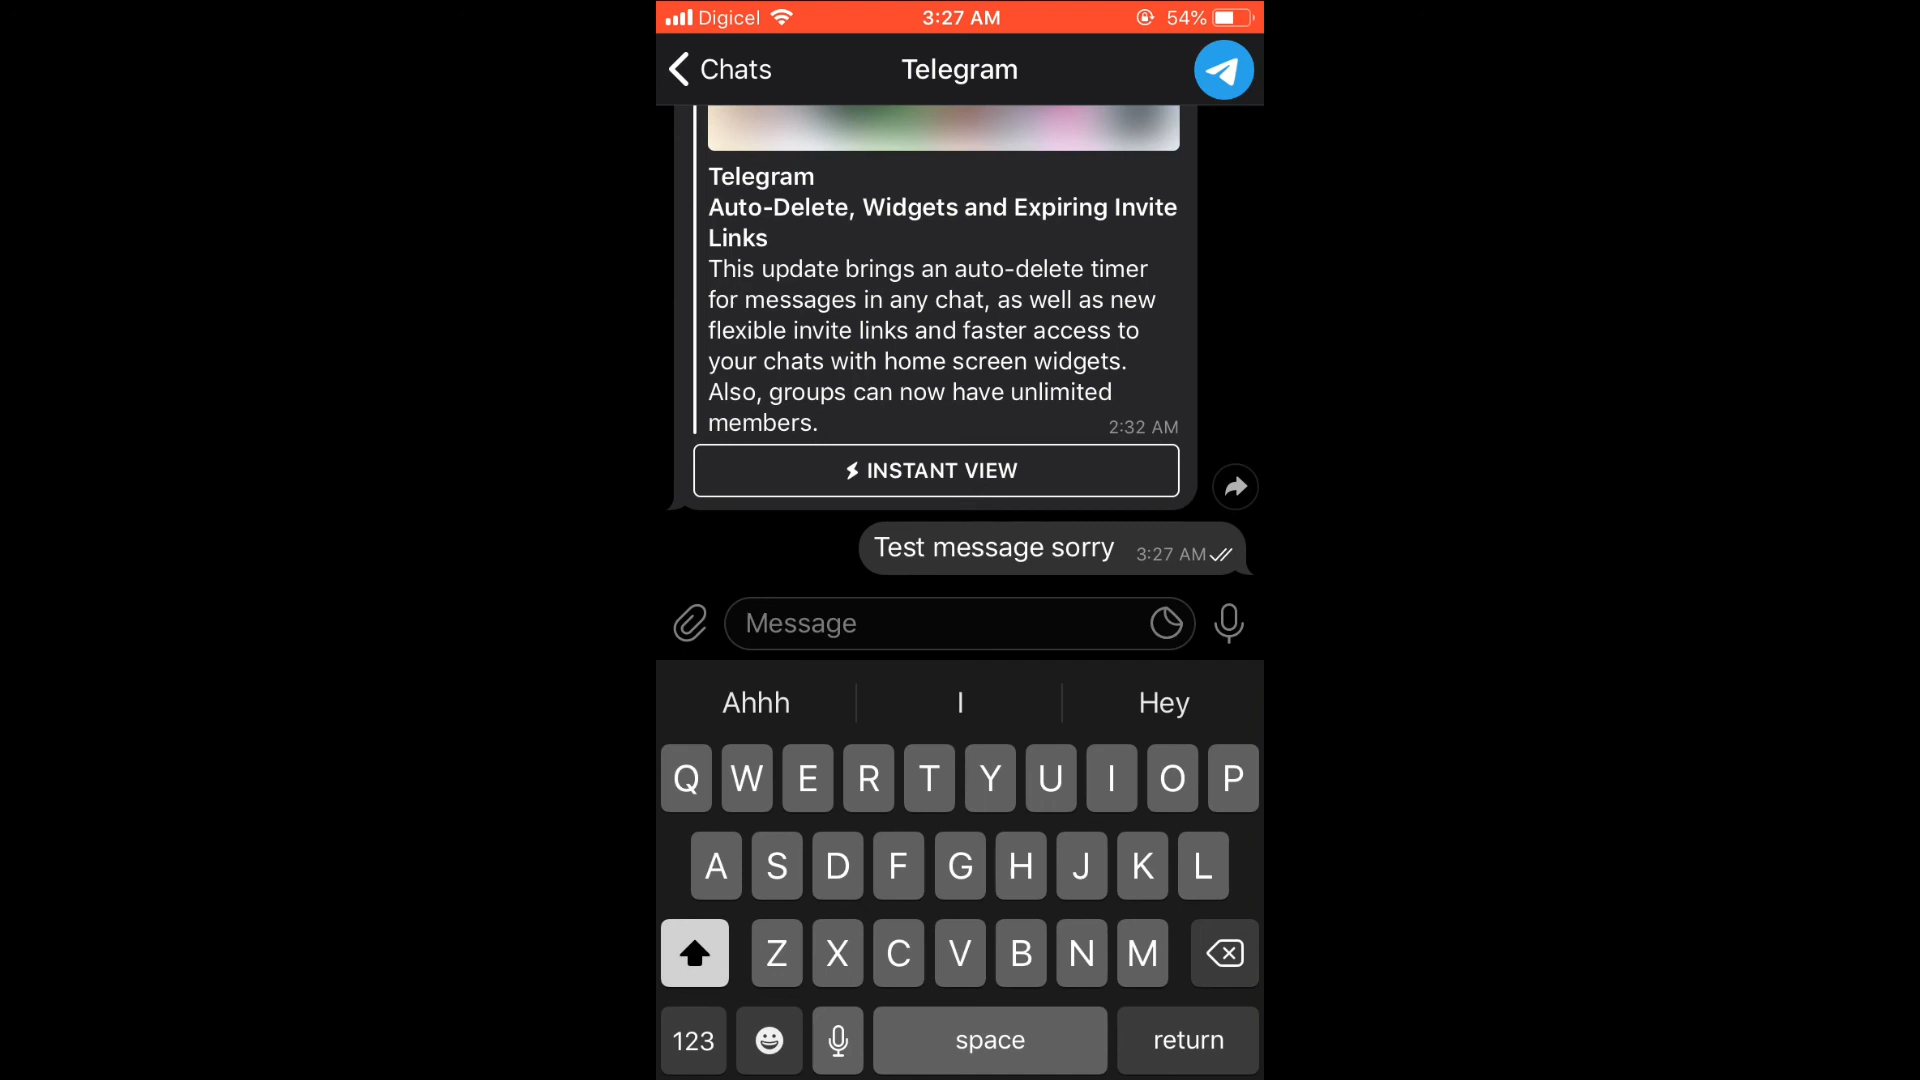 Digicel 3:27 AM 54%
Chats Telegram
Telegram
Auto-Delete, Widgets and Expiring Invite
Links
This update brings an auto-delete timer
for messages in any chat, as well as new
flexible invite links and faster access to
your chats with home screen widgets.
Also, groups can now have unlimited
members. 2:32 AM
INSTANT VIEW
Test message sorry 3:27 AM
Message
Ahhh I Hey
Q W E R T Y U I O P
A S D F G H J K L
Z X C V B N M
123 space return